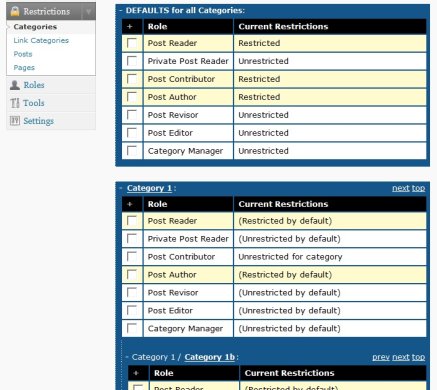 Restrictions
Categories
Link Categories
Posts
Pages
Roles
Tools
Settings
- DEFAULTS for all Categories:
+ Role Current Restrictions
Post Reader Restricted
Private Post Reader Unrestricted
Post Contributor Restricted
Post Author Restricted
Post Revisor Unrestricted
Post Editor Unrestricted
Category Manager Unrestricted
- Category 1: next top
+ Role Current Restrictions
Post Reader (Restricted by default)
Private Post Reader (Unrestricted by default)
Post Contributor Unrestricted for category
Post Author (Restricted by default)
Post Revisor (Unrestricted by default)
Post Editor (Unrestricted by default)
Category Manager (Unrestricted by default)
- Category 1 / Category 1b: prev next top
+ Role Current Restrictions
Post Reader (Restricted by default)